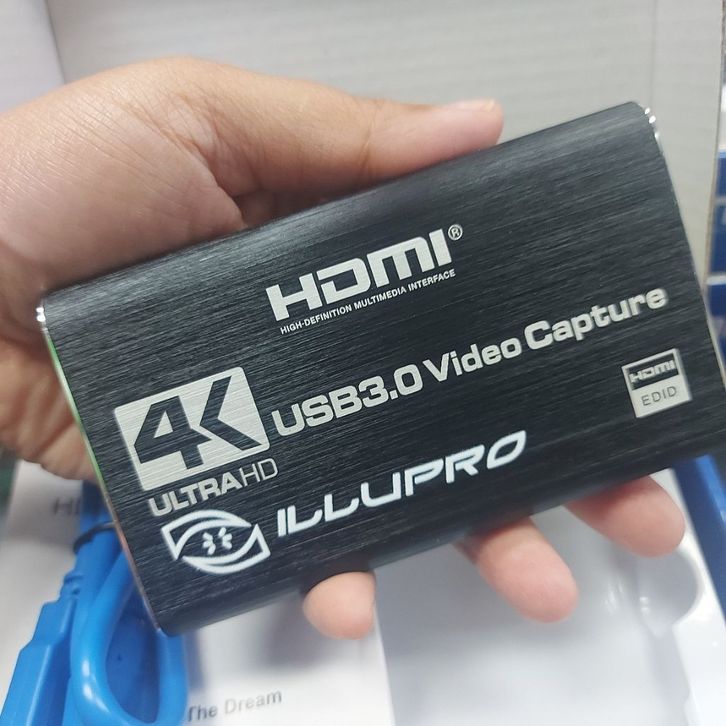 HDMI®
HIGH-DEFINITION MULTIMEDIA INTERFACE
4K
ULTRAHD
USB3.0 Video Capture
HDMI
EDID
ILLUPRO
The Dream